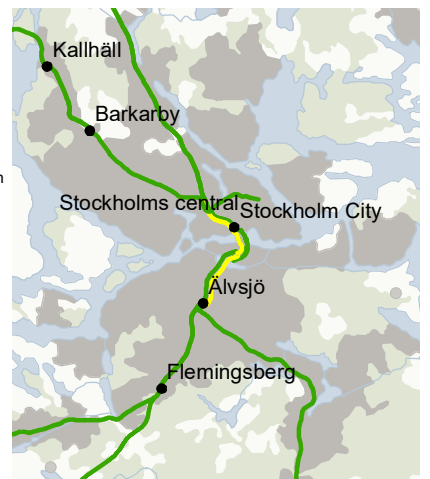 Kallhäll
Barkarby
n
Stockholms central
Stockholm City
Älvsjö
Flemingsberg